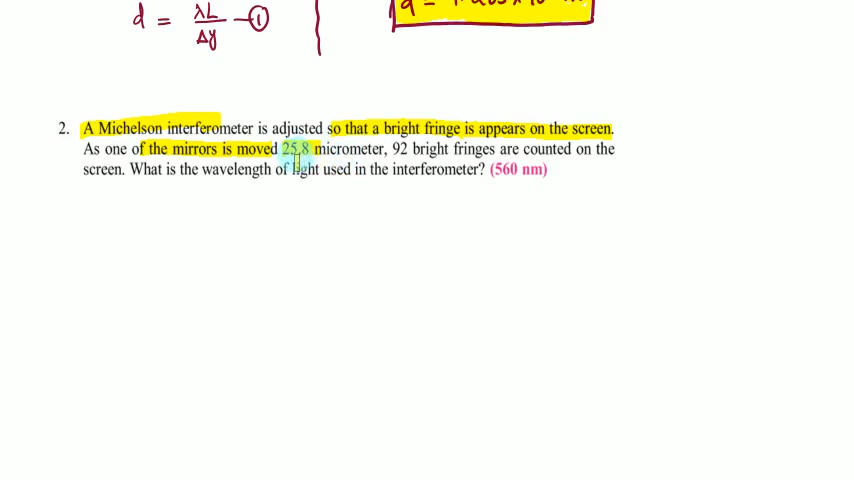 d = λL/Δy —①
d =
2. A Michelson interferometer is adjusted so that a bright fringe is appears on the screen.
As one of the mirrors is moved 25.8 micrometer, 92 bright fringes are counted on the
screen. What is the wavelength of light used in the interferometer? (560 nm)